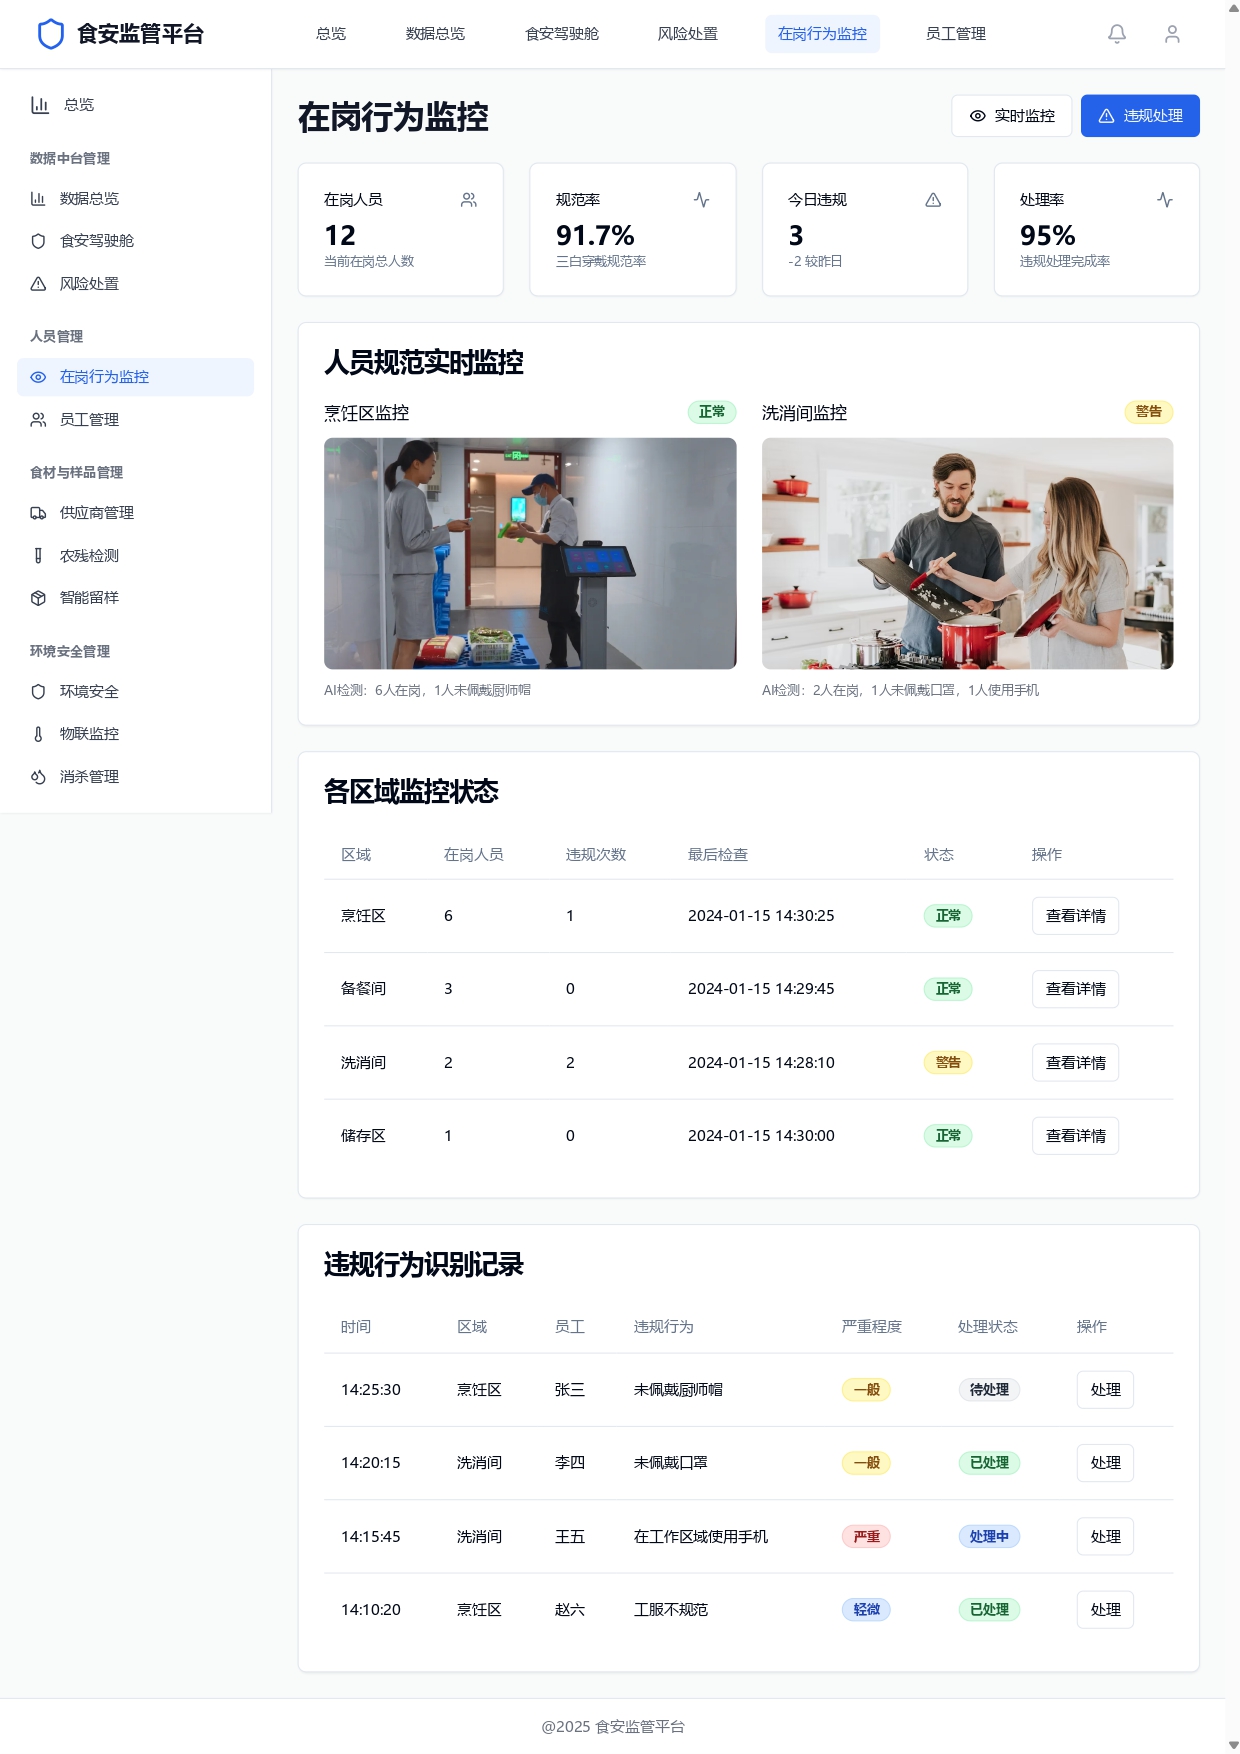 食安监管平台
总览
数据总览
食安驾驶舱
风险处置
在岗行为监控
员工管理
总览
数据中台管理
数据总览
食安驾驶舱
风险处置
人员管理
在岗行为监控
员工管理
食材与样品管理
供应商管理
农残检测
智能留样
环境安全管理
环境安全
物联监控
消杀管理
在岗行为监控
实时监控
违规处理
在岗人员
12
当前在岗总人数
规范率
91.7%
三白穿戴规范率
今日违规
3
-2 较昨日
处理率
95%
违规处理完成率
人员规范实时监控
烹饪区监控
正常
AI检测：6人在岗，1人未佩戴厨师帽
洗消间监控
警告
AI检测：2人在岗，1人未佩戴口罩，1人使用手机
各区域监控状态
区域 在岗人员 违规次数 最后检查 状态 操作
烹饪区 6 1 2024-01-15 14:30:25 正常 查看详情
备餐间 3 0 2024-01-15 14:29:45 正常 查看详情
洗消间 2 2 2024-01-15 14:28:10 警告 查看详情
储存区 1 0 2024-01-15 14:30:00 正常 查看详情
违规行为识别记录
时间 区域 员工 违规行为 严重程度 处理状态 操作
14:25:30 烹饪区 张三 未佩戴厨师帽 一般 待处理 处理
14:20:15 洗消间 李四 未佩戴口罩 一般 已处理 处理
14:15:45 洗消间 王五 在工作区域使用手机 严重 处理中 处理
14:10:20 烹饪区 赵六 工服不规范 轻微 已处理 处理
@2025 食安监管平台